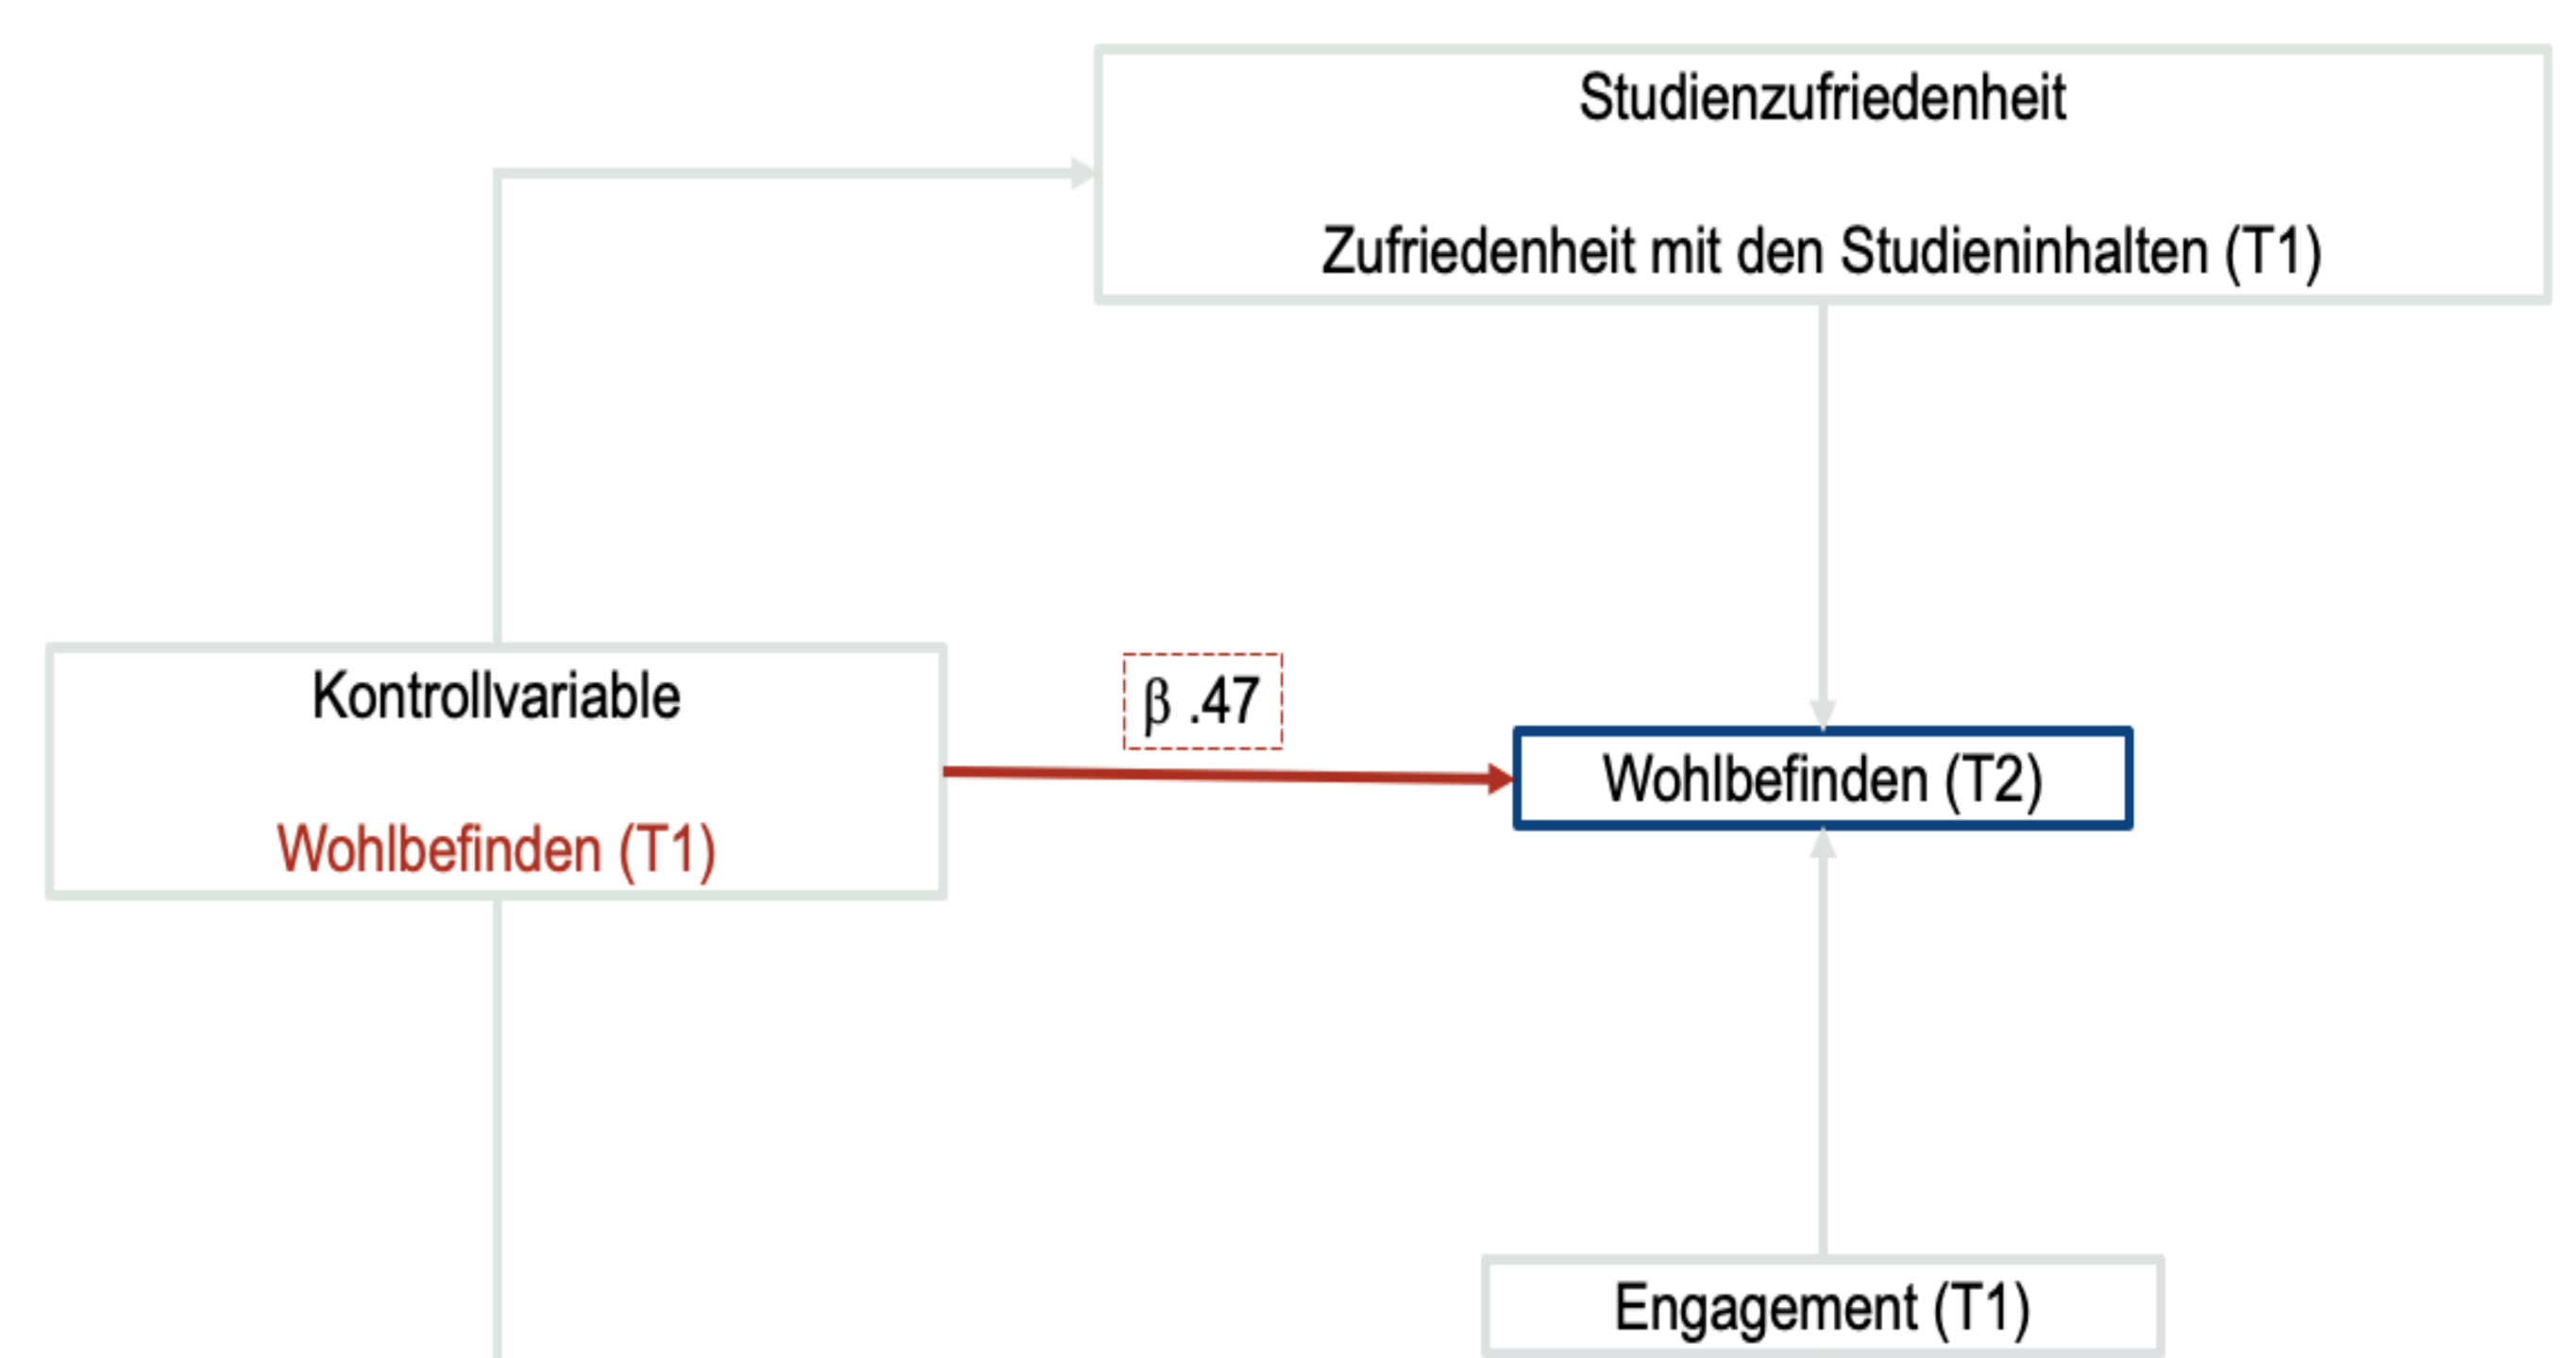 Studienzufriedenheit
Zufriedenheit mit den Studieninhalten (T1)
Kontrollvariable
Wohlbefinden (T1)
β .47
Wohlbefinden (T2)
Engagement (T1)